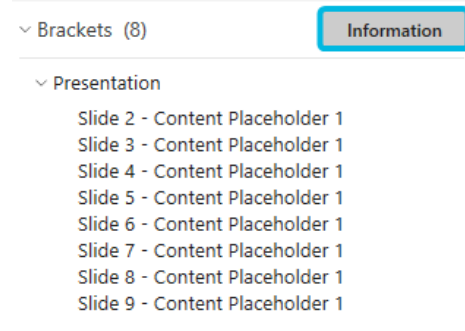 Brackets (8) Information
Presentation
Slide 2 - Content Placeholder 1
Slide 3 - Content Placeholder 1
Slide 4 - Content Placeholder 1
Slide 5 - Content Placeholder 1
Slide 6 - Content Placeholder 1
Slide 7 - Content Placeholder 1
Slide 8 - Content Placeholder 1
Slide 9 - Content Placeholder 1